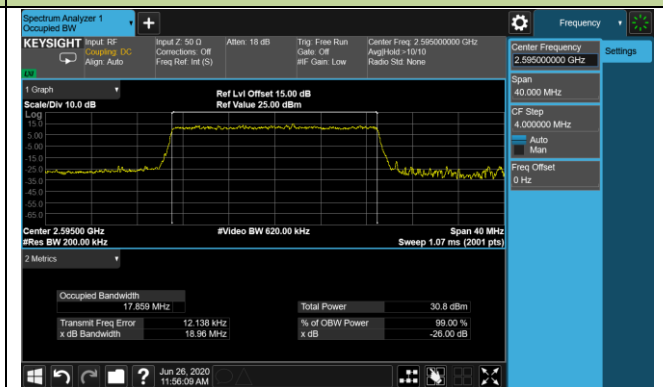 Spectrum Analyzer 1
Occupied BW
+
Frequency
KEYSIGHT
Input: RF
Coupling: DC
Align: Auto
Input Z: 50 Ω
Corrections: Off
Freq Ref: Int (S)
Atten: 18 dB
Trig: Free Run
Gate: Off
#IF Gain: Low
Center Freq: 2.595000000 GHz
Avg|Hold:>10/10
Radio Std: None
Center Frequency
2.595000000 GHz
Settings
Span
40.000 MHz
CF Step
4.000000 MHz
Auto
Man
Freq Offset
0 Hz
1 Graph
Scale/Div 10.0 dB
Ref Lvl Offset 15.00 dB
Ref Value 25.00 dBm
Log
15.0
5.00
-5.00
-15.0
-25.0
-35.0
-45.0
-55.0
-65.0
Center 2.59500 GHz
#Video BW 620.00 kHz
Span 40 MHz
#Res BW 200.00 kHz
Sweep 1.07 ms (2001 pts)
2 Metrics
Occupied Bandwidth
17.859 MHz
Total Power
30.8 dBm
Transmit Freq Error
12.138 kHz
% of OBW Power
99.00 %
x dB Bandwidth
18.96 MHz
x dB
-26.00 dB
?
Jun 26, 2020
11:56:09 AM